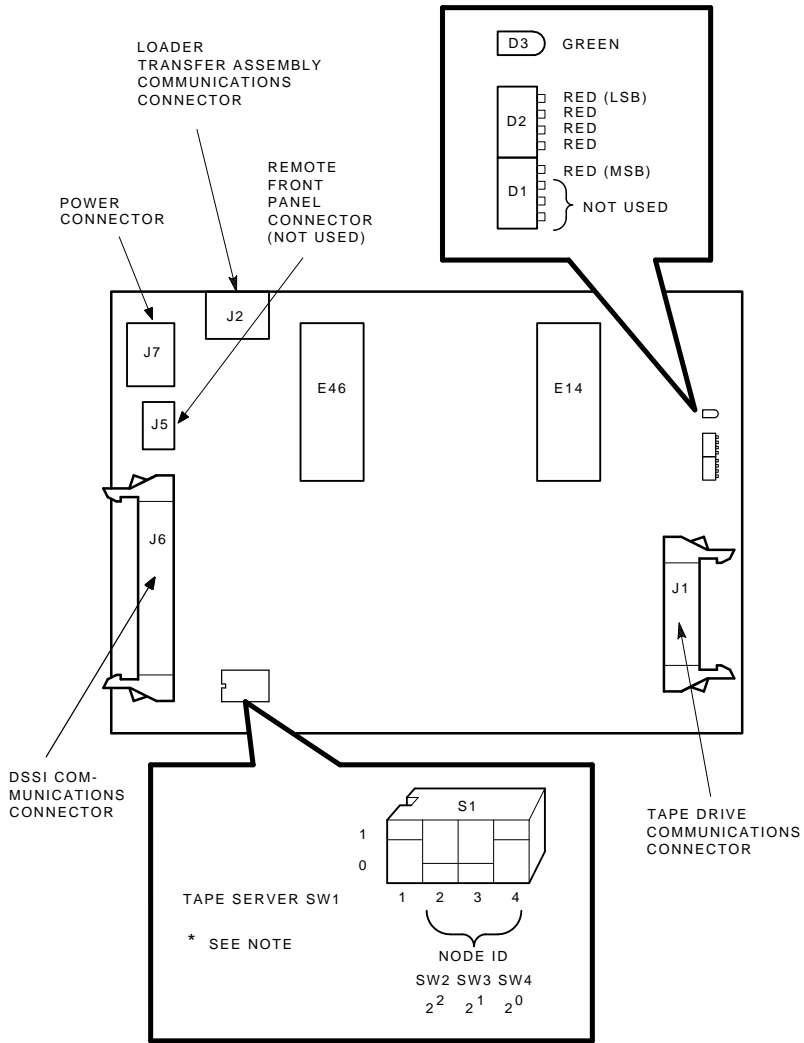 D3
GREEN
D2
RED (LSB)
RED
RED
RED
D1
RED (MSB)
NOT USED
LOADER
TRANSFER ASSEMBLY
COMMUNICATIONS
CONNECTOR
REMOTE
FRONT
PANEL
CONNECTOR
(NOT USED)
POWER
CONNECTOR
J2
J7
J5
E46
E14
J6
J1
DSSI COM-
MUNICATIONS
CONNECTOR
TAPE DRIVE
COMMUNICATIONS
CONNECTOR
S1
1
0
TAPE SERVER SW1
1 2 3 4
* SEE NOTE
NODE ID
SW2 SW3 SW4
2² 2¹ 2⁰